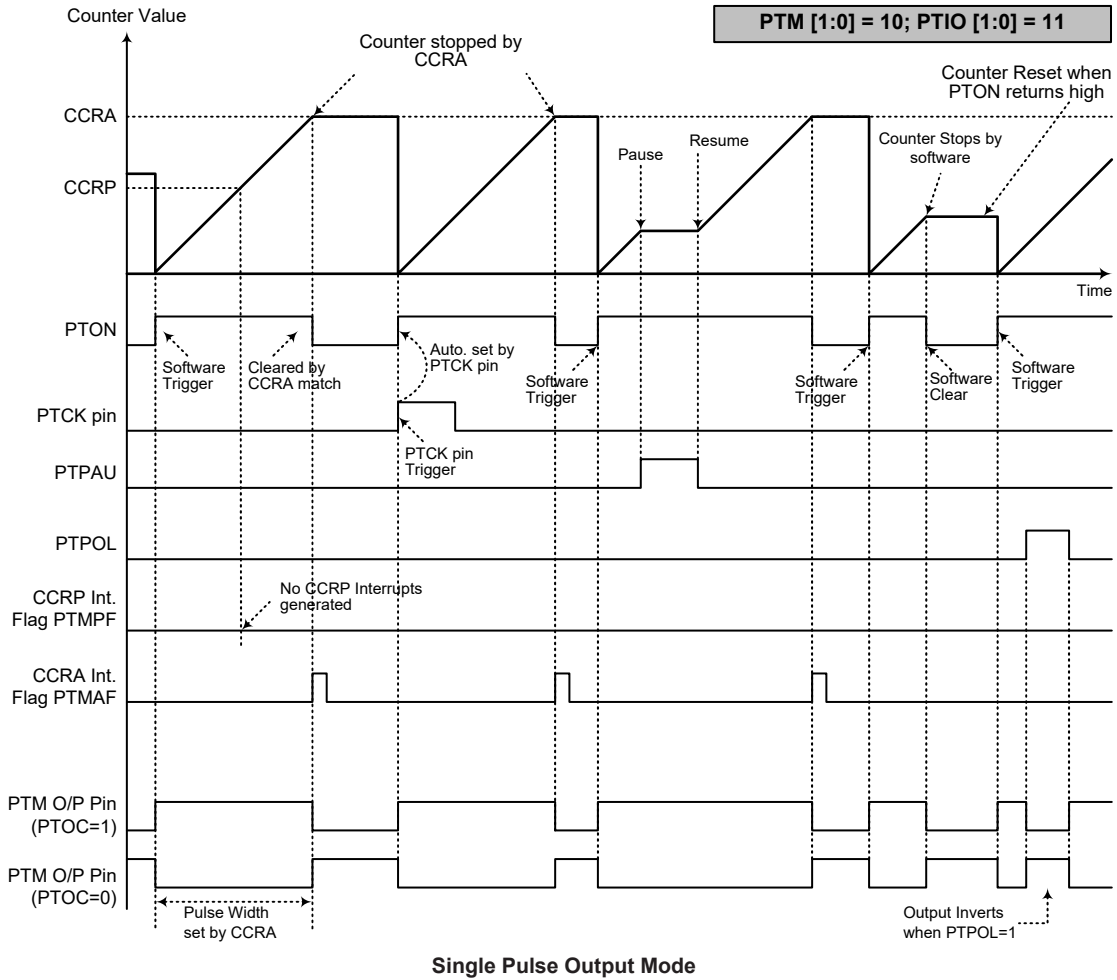 Counter Value
PTM [1:0] = 10; PTIO [1:0] = 11
Counter stopped by
CCRA
Counter Reset when
PTON returns high
CCRA
CCRP
Pause
Resume
Counter Stops by
software
Time
PTON
Software
Trigger
Cleared by
CCRA match
Auto. set by
PTCK pin
Software
Trigger
Software
Trigger
Software
Clear
Software
Trigger
PTCK pin
PTCK pin
Trigger
PTPAU
PTPOL
CCRP Int.
Flag PTMPF
No CCRP Interrupts
generated
CCRA Int.
Flag PTMAF
PTM O/P Pin
(PTOC=1)
PTM O/P Pin
(PTOC=0)
Pulse Width
set by CCRA
Output Inverts
when PTPOL=1
Single Pulse Output Mode